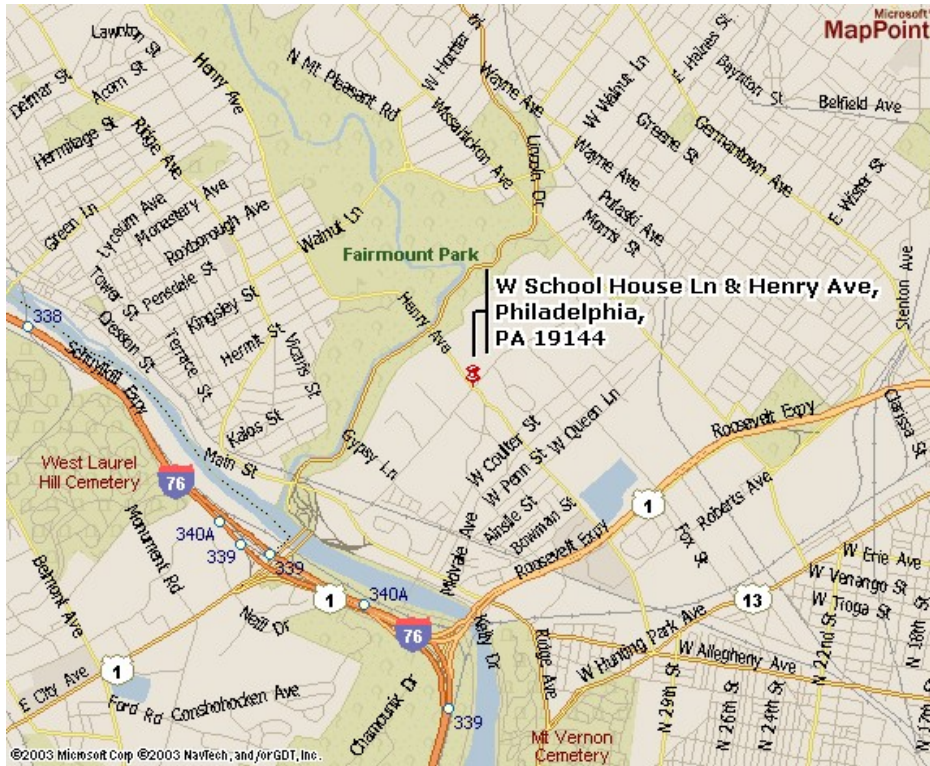 Microsoft
MapPoint
Lawnton
Acorn St
Delmar St
Hermitage St
Ridge Ave
Henry Ave
N Mt. Pleasant Rd
W Hortter
Wissahickon Ave
Wayne Ave
Lincoln Dr
W Walnut Ln
E Haines St
Baynton St
Belfield Ave
Greene St
Germantown Ave
Wayne Ave
Pulaski Ave
Morris St
E Wister St
Stenton Ave
Green Ln
Lyceum Ave
Monastery Ave
Roxborough Ave
Walnut Ln
Fairmount Park
Tower St
Pensdale St
Kingsley St
Cresson St
Terrace St
Hermit St
Vicaris St
Henry Ave
W School House Ln & Henry Ave,
Philadelphia,
PA 19144
338
Schuylkill Expy
Kalos St
Main St
Gypsy Ln
W Coulter St
W Penn St
W Queen Ln
Roosevelt Expy
Clarissa St
West Laurel
Hill Cemetery
76
340A
339
339
Monument Rd
Midvale Ave
Ainslie St
Bowman St
Roosevelt Expy
1
Roberts Ave
Fox St
W Erie Ave
W Venango St
W Tioga St
Belmont Ave
Neill Dr
1
340A
76
Kelly Dr
Ridge Ave
13
W Hunting Park Ave
W Allegheny Ave
N 22nd St
N 18th St
1
E City Ave
Ford Rd
Conshohocken Ave
Chamounix Dr
339
Mt Vernon
Cemetery
N 29th St
N 26th St
N 24th St
N 17th St
©2003 Microsoft Corp ©2003 NavTech, and/or GDT, Inc.